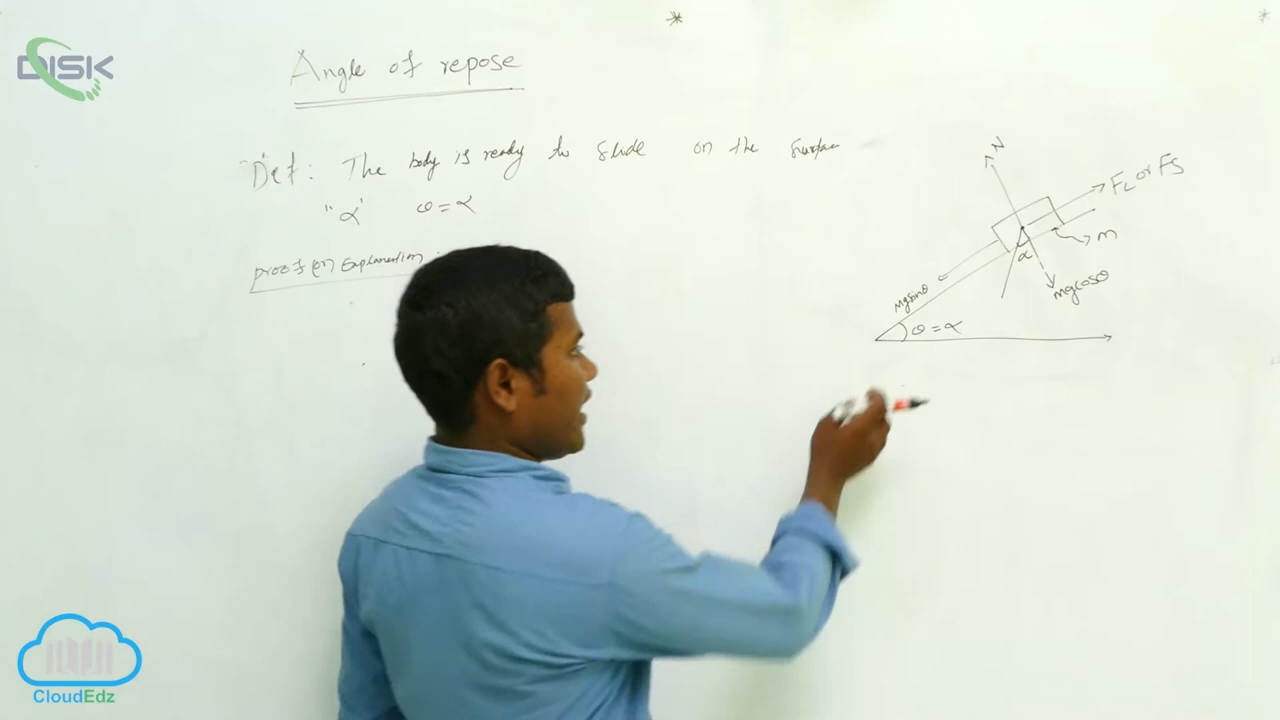 DISK
Angle of repose
Def : The body is ready to slide on the surface
"α" θ = α
proof (or) Explanation
N
FL or FS
m
α
mg sinθ
mg cosθ
θ = α
CloudEdz